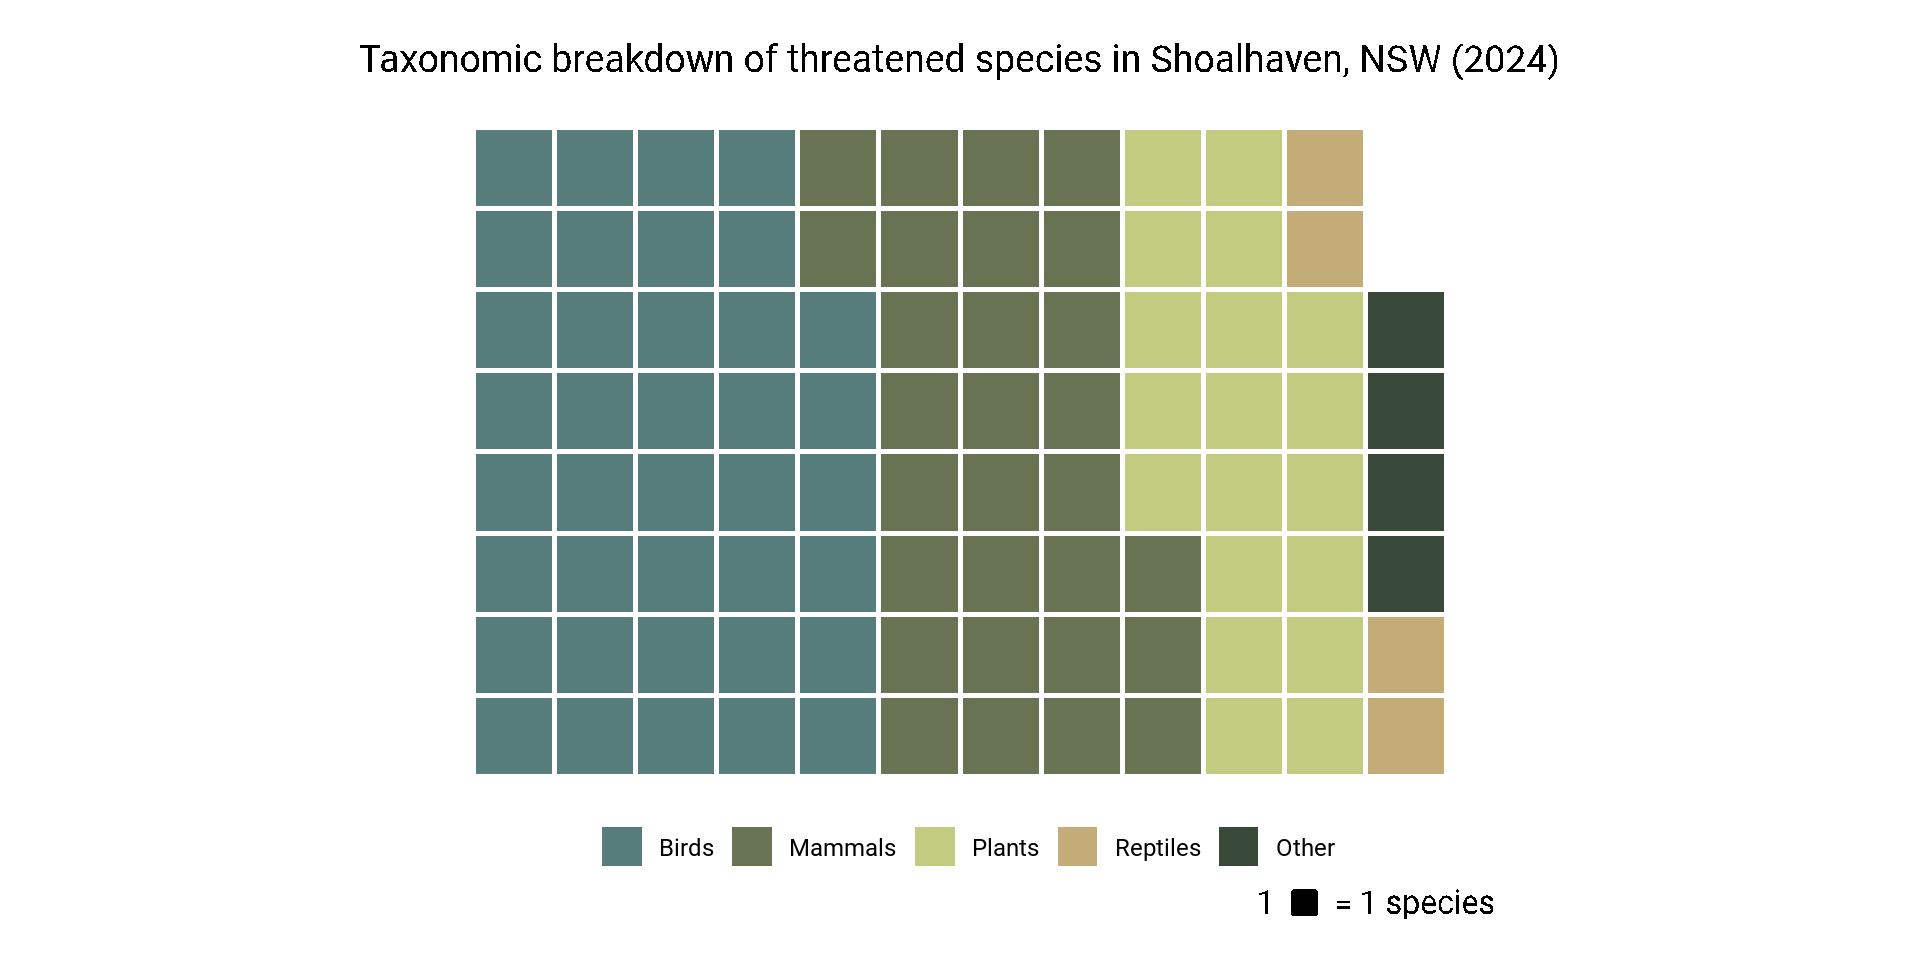 Taxonomic breakdown of threatened species in Shoalhaven, NSW (2024)
Birds Mammals Plants Reptiles Other
1 ■ = 1 species